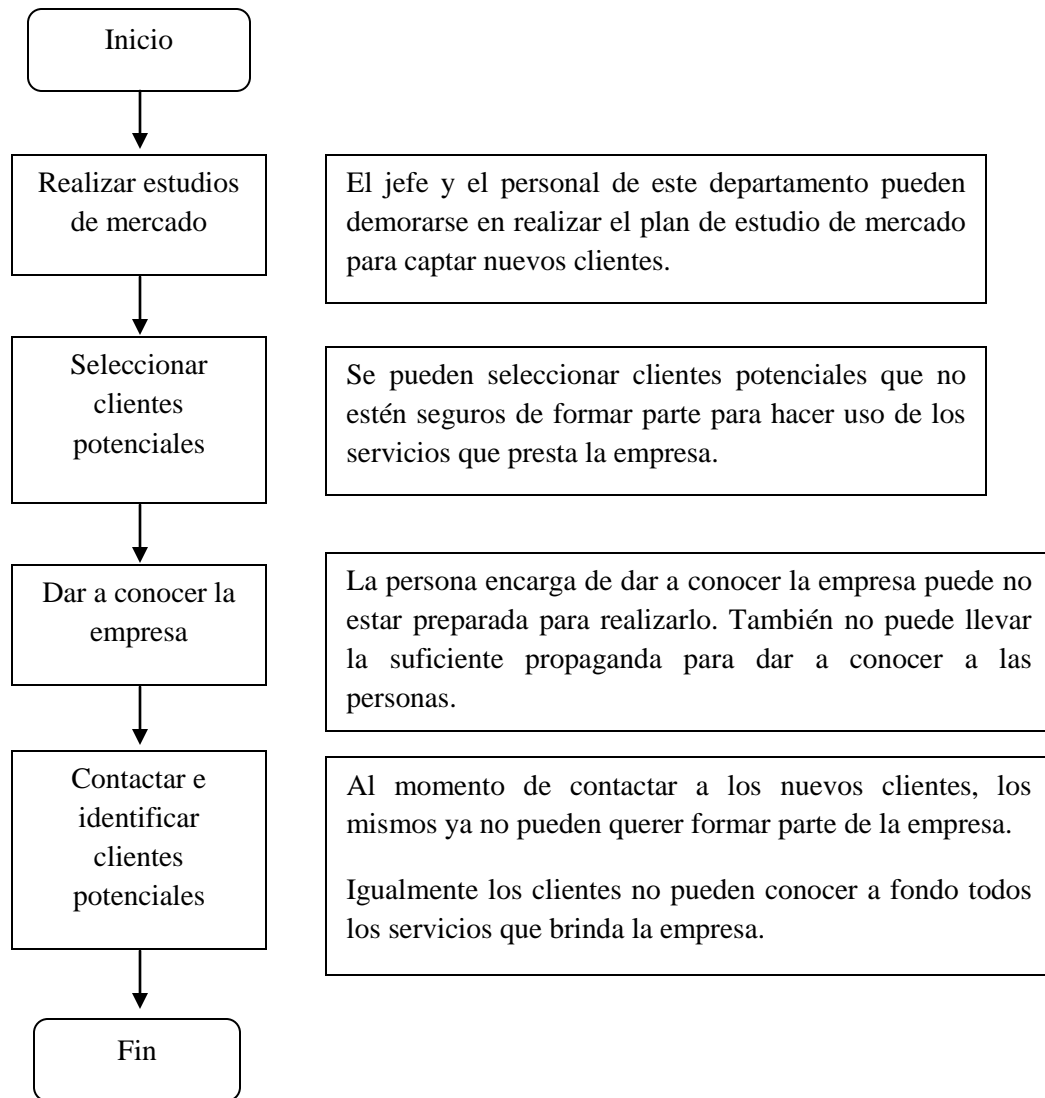 Inicio
Realizar estudios
de mercado
El jefe y el personal de este departamento pueden
demorarse en realizar el plan de estudio de mercado
para captar nuevos clientes.
Seleccionar
clientes
potenciales
Se pueden seleccionar clientes potenciales que no
estén seguros de formar parte para hacer uso de los
servicios que presta la empresa.
Dar a conocer la
empresa
La persona encarga de dar a conocer la empresa puede no
estar preparada para realizarlo. También no puede llevar
la suficiente propaganda para dar a conocer a las
personas.
Contactar e
identificar
clientes
potenciales
Al momento de contactar a los nuevos clientes, los
mismos ya no pueden querer formar parte de la empresa.
Igualmente los clientes no pueden conocer a fondo todos
los servicios que brinda la empresa.
Fin